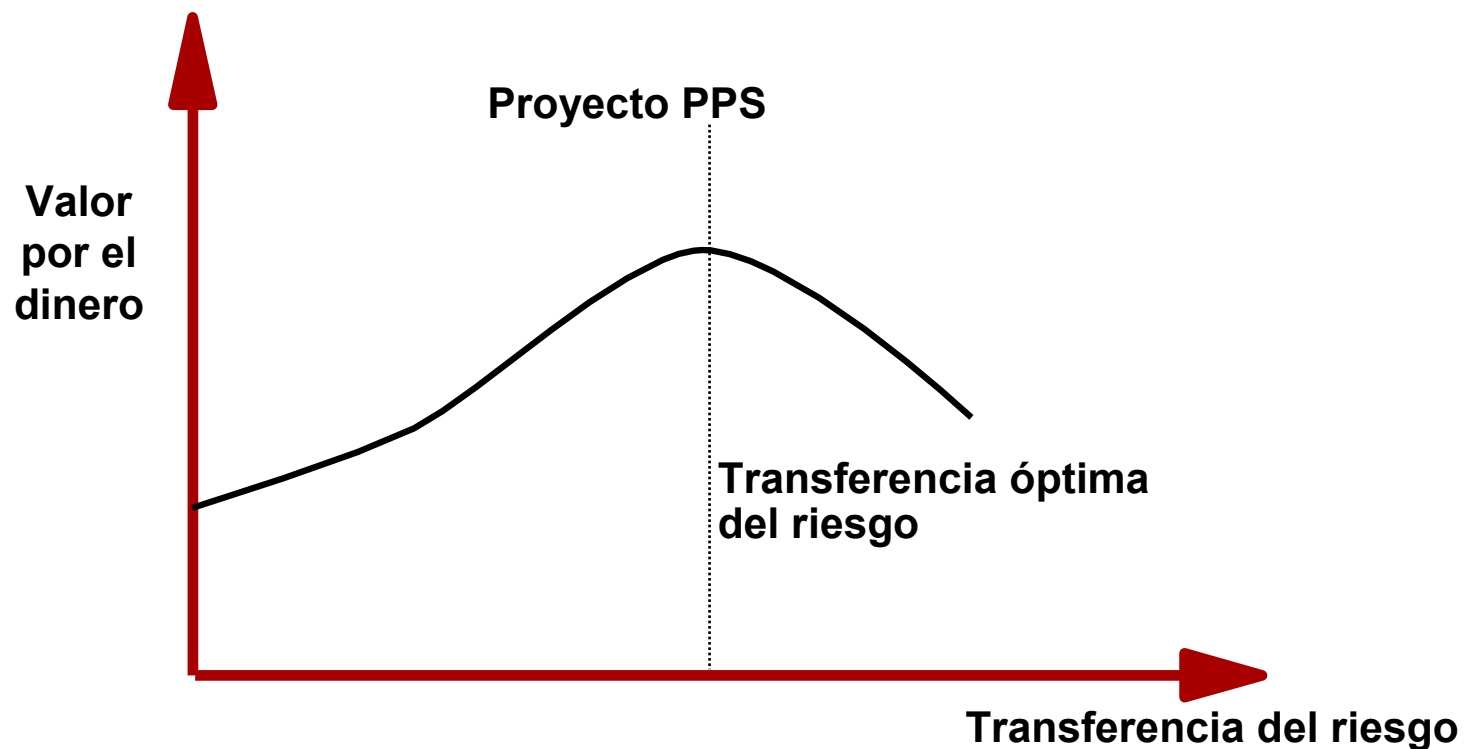 Proyecto PPS
Valor
por el
dinero
Transferencia óptima
del riesgo
Transferencia del riesgo